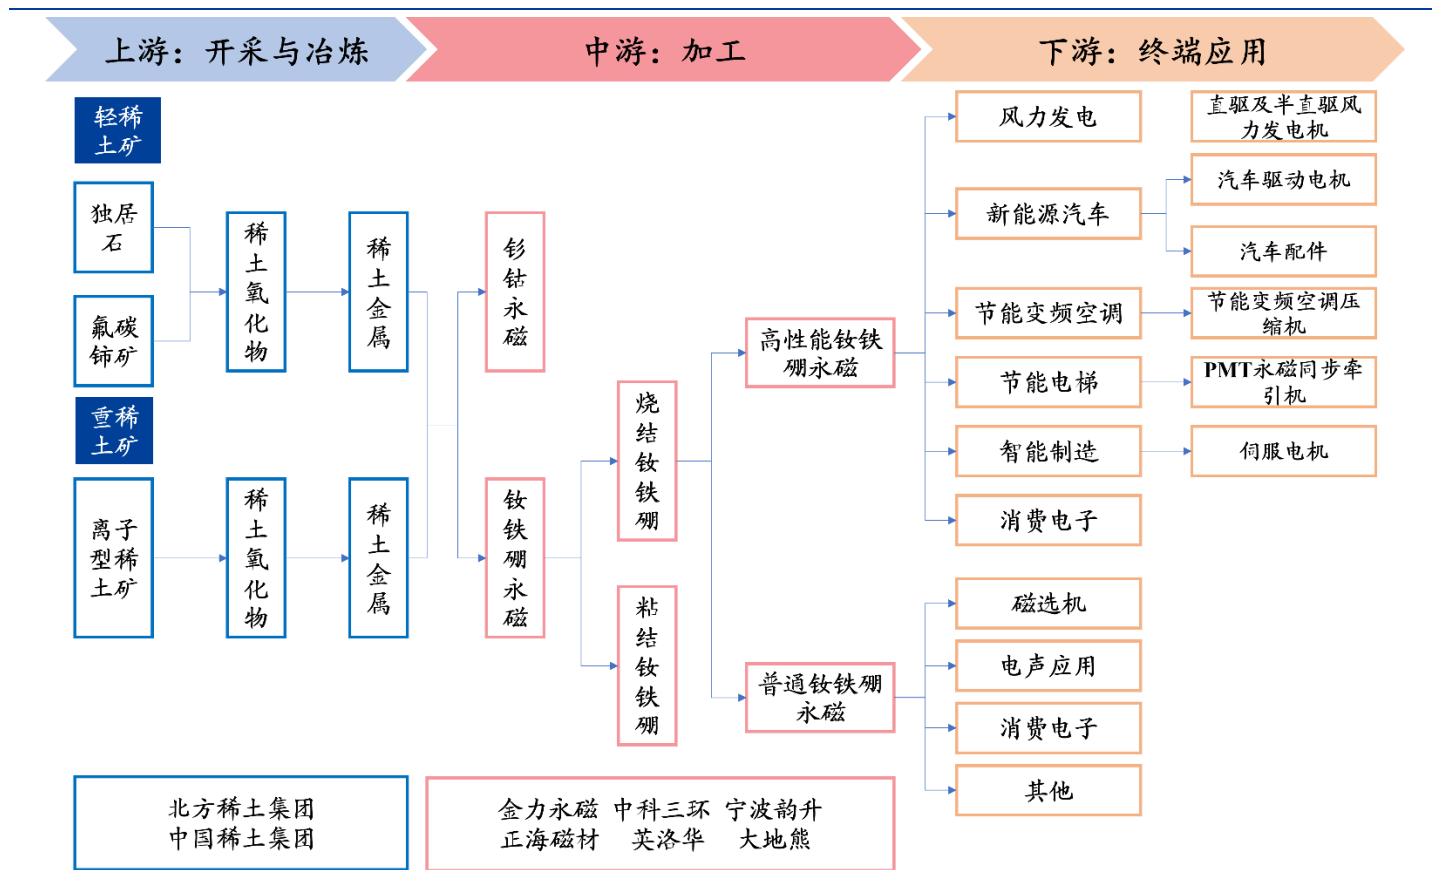 上游：开采与冶炼
中游：加工
下游：终端应用
轻稀
土矿
独居
石
氟碳
铈矿
稀土氧化物
稀土金属
重稀
土矿
离子
型稀
土矿
稀土氧化物
稀土金属
钐钴永磁
钕铁硼永磁
烧结钕铁硼
粘结钕铁硼
高性能钕铁
硼永磁
普通钕铁硼
永磁
风力发电
直驱及半直驱风
力发电机
新能源汽车
汽车驱动电机
汽车配件
节能变频空调
节能变频空调压
缩机
节能电梯
PMT永磁同步牵
引机
智能制造
伺服电机
消费电子
磁选机
电声应用
消费电子
其他
北方稀土集团
中国稀土集团
金力永磁 中科三环 宁波韵升
正海磁材 英洛华 大地熊